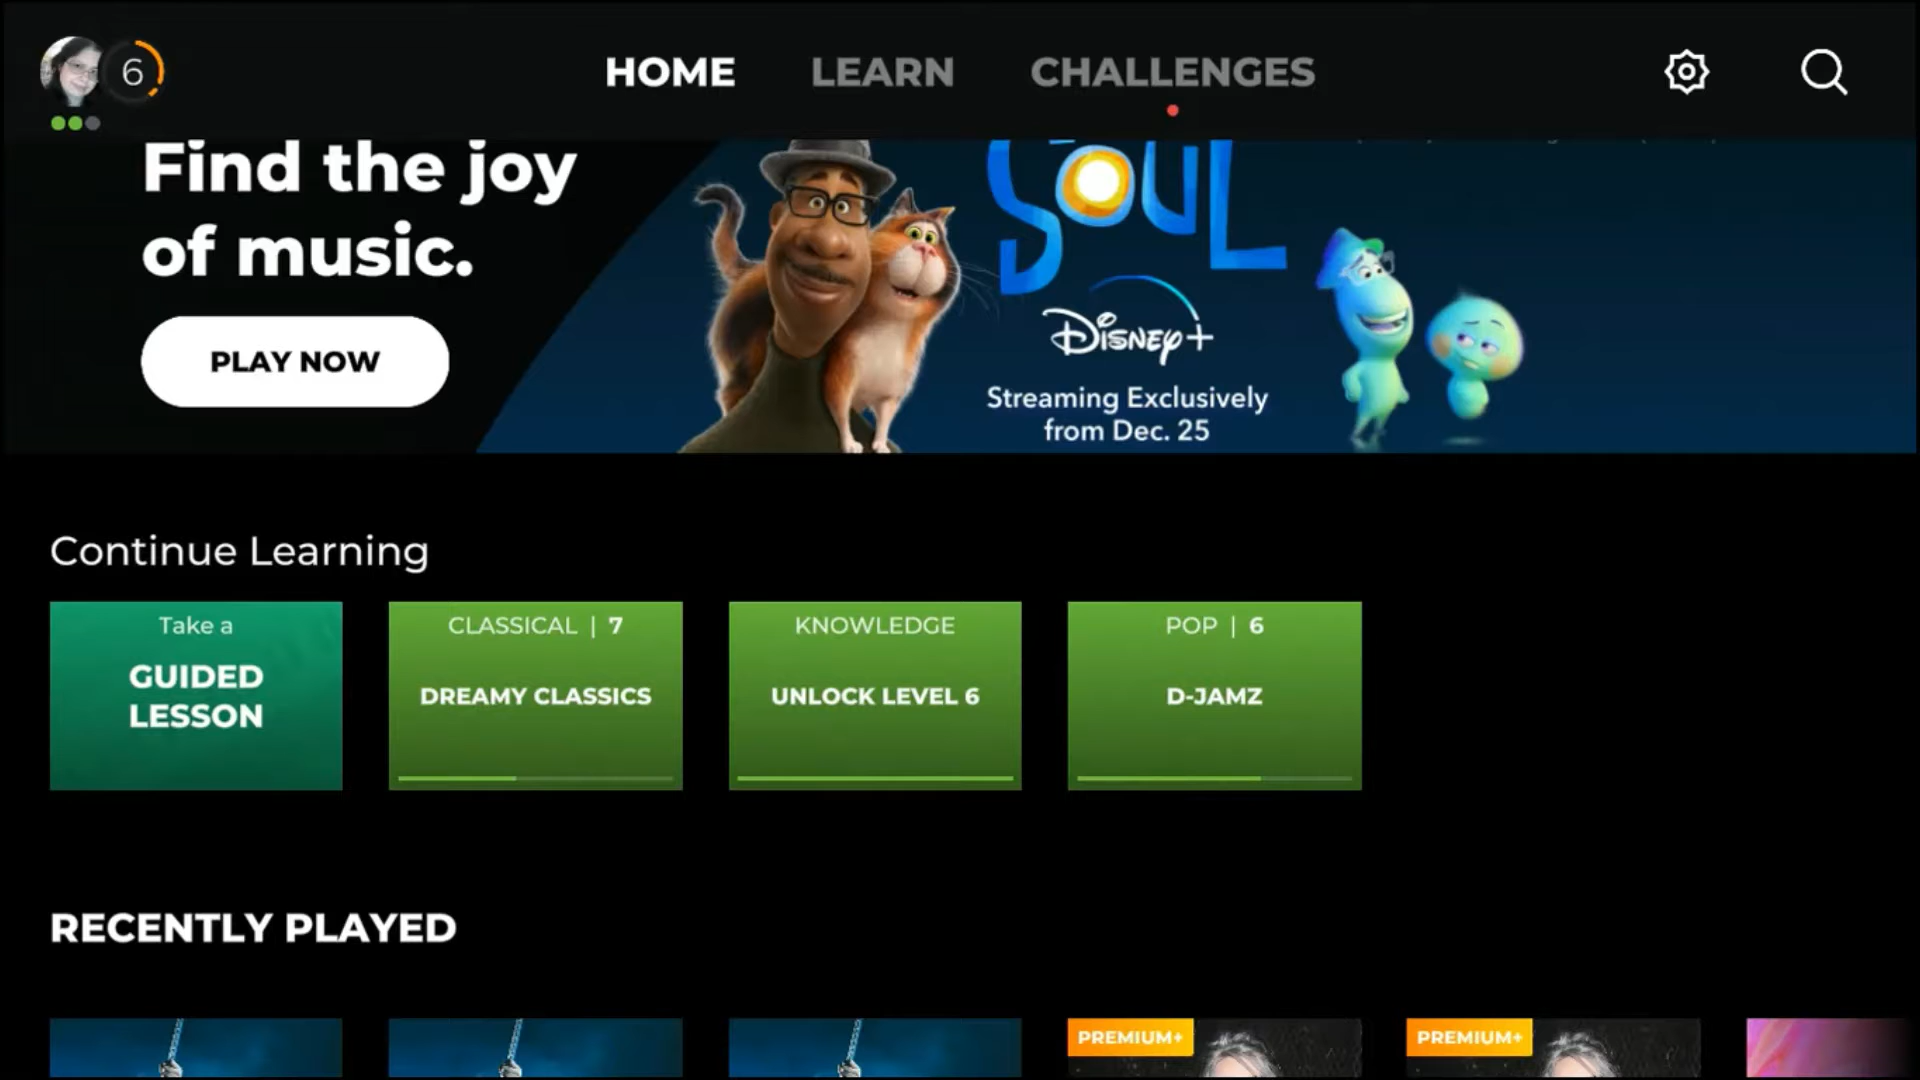 6
HOME
LEARN
CHALLENGES
Find the joy
of music.
PLAY NOW
SOUL
Disney+
Streaming Exclusively
from Dec. 25
Continue Learning
Take a
GUIDED
LESSON
CLASSICAL | 7
DREAMY CLASSICS
KNOWLEDGE
UNLOCK LEVEL 6
POP | 6
D-JAMZ
RECENTLY PLAYED
PREMIUM+
PREMIUM+